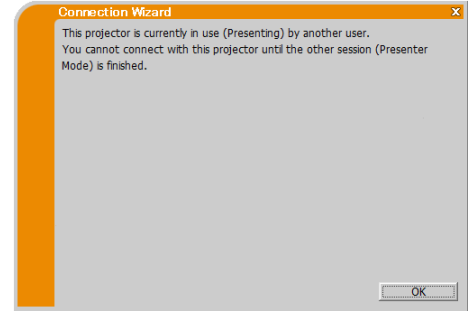 Connection Wizard
x
This projector is currently in use (Presenting) by another user.
You cannot connect with this projector until the other session (Presenter
Mode) is finished.
OK